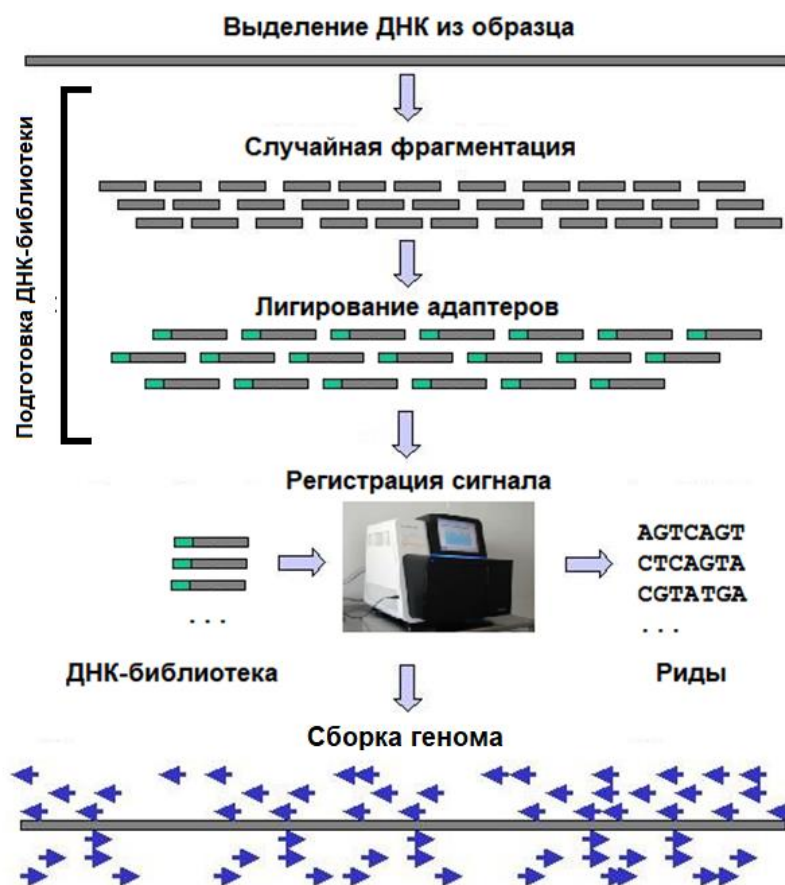 Выделение ДНК из образца
Случайная фрагментация
Подготовка ДНК-библиотеки
Лигирование адаптеров
Регистрация сигнала
AGTCAGT
CTCAGTA
CGTATGA
...
...
ДНК-библиотека
Риды
Сборка генома